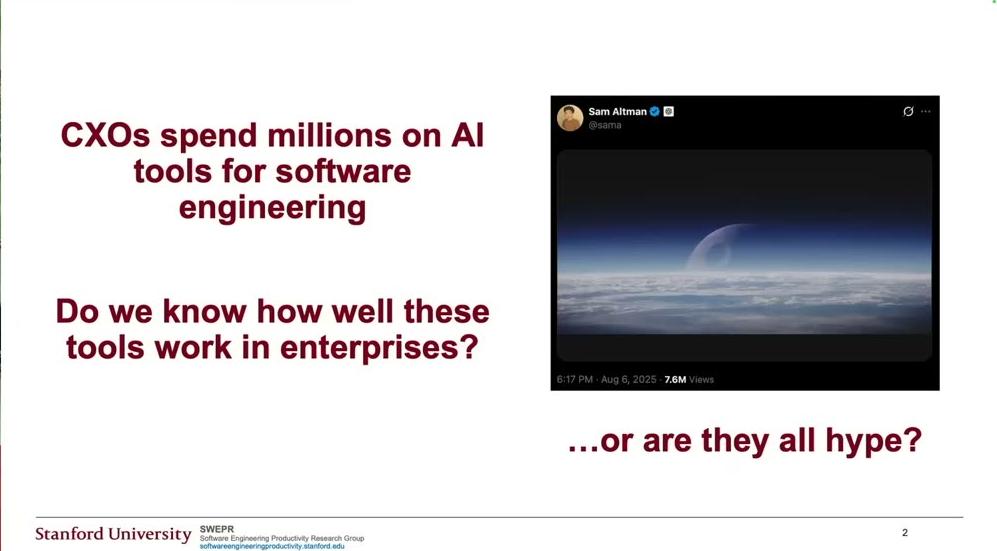 CXOs spend millions on AI
tools for software
engineering
Do we know how well these
tools work in enterprises?
Sam Altman
@sama
6:17 PM · Aug 6, 2025 · 7.6M Views
…or are they all hype?
Stanford University
SWEPR
Software Engineering Productivity Research Group
softwareengineeringproductivity.stanford.edu
2